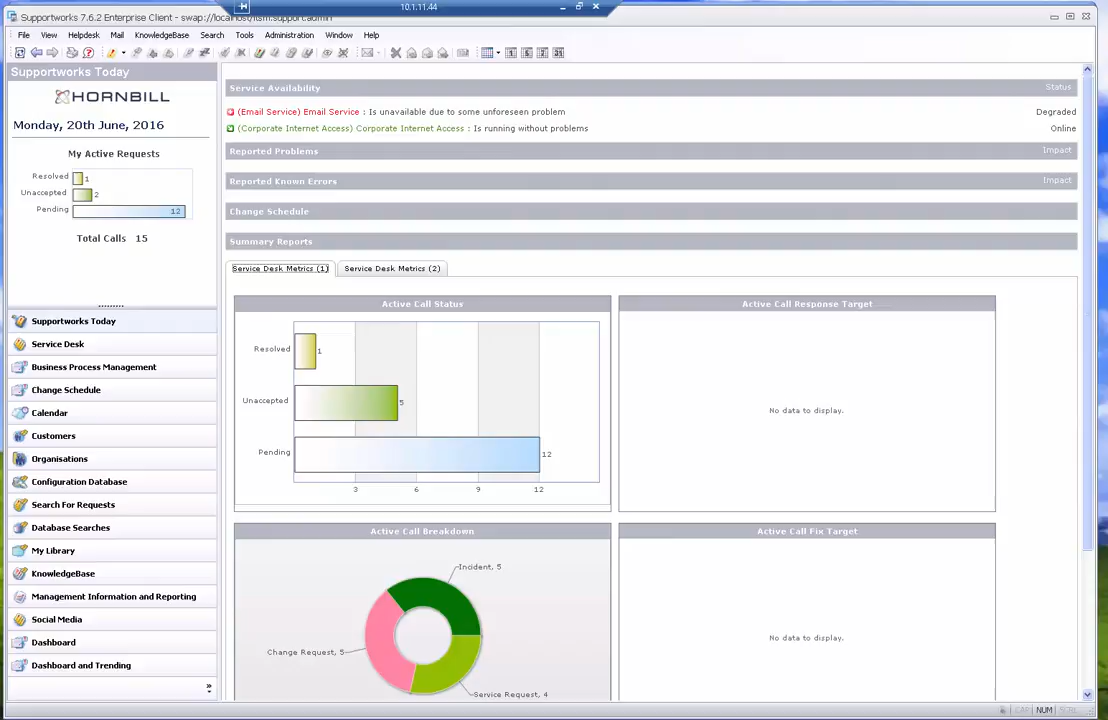 10.1.11.44
Supportworks 7.6.2 Enterprise Client - swap://localhost/itsm.support.admin
File View Helpdesk Mail KnowledgeBase Search Tools Administration Window Help
Supportworks Today
HORNBILL
Monday, 20th June, 2016
My Active Requests
Resolved 1
Unaccepted 2
Pending 12
Total Calls 15
Supportworks Today
Service Desk
Business Process Management
Change Schedule
Calendar
Customers
Organisations
Configuration Database
Search For Requests
Database Searches
My Library
KnowledgeBase
Management Information and Reporting
Social Media
Dashboard
Dashboard and Trending
Service Availability Status
(Email Service) Email Service : Is unavailable due to some unforeseen problem Degraded
(Corporate Internet Access) Corporate Internet Access : Is running without problems Online
Reported Problems Impact
Reported Known Errors Impact
Change Schedule
Summary Reports
Service Desk Metrics (1) Service Desk Metrics (2)
Active Call Status
Resolved 1
Unaccepted 5
Pending 12
3 6 9 12
Active Call Response Target
No data to display.
Active Call Breakdown
Incident, 5
Change Request, 5
Service Request, 4
Active Call Fix Target
No data to display.
CAP NUM SCRL